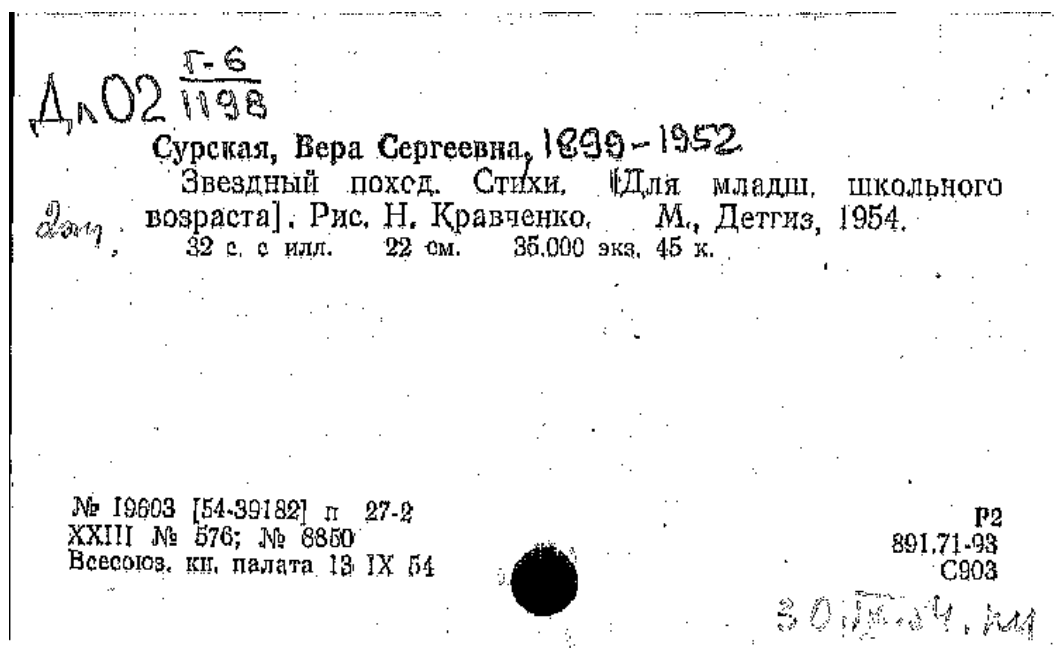 Дл02 Г-6
1198
Сурская, Вера Сергеевна, 1899-1952
Звездный поход. Стихи. [Для младш. школьного
возраста]. Рис. Н. Кравченко. М., Детгиз, 1954.
32 с. с илл. 22 см. 35.000 экз. 45 к.
№ 19603 [54-39182] п 27-2
XXIII № 576; № 8850
Всесоюз. кн. палата 13 IX 54
Р2
891.71-93
С903